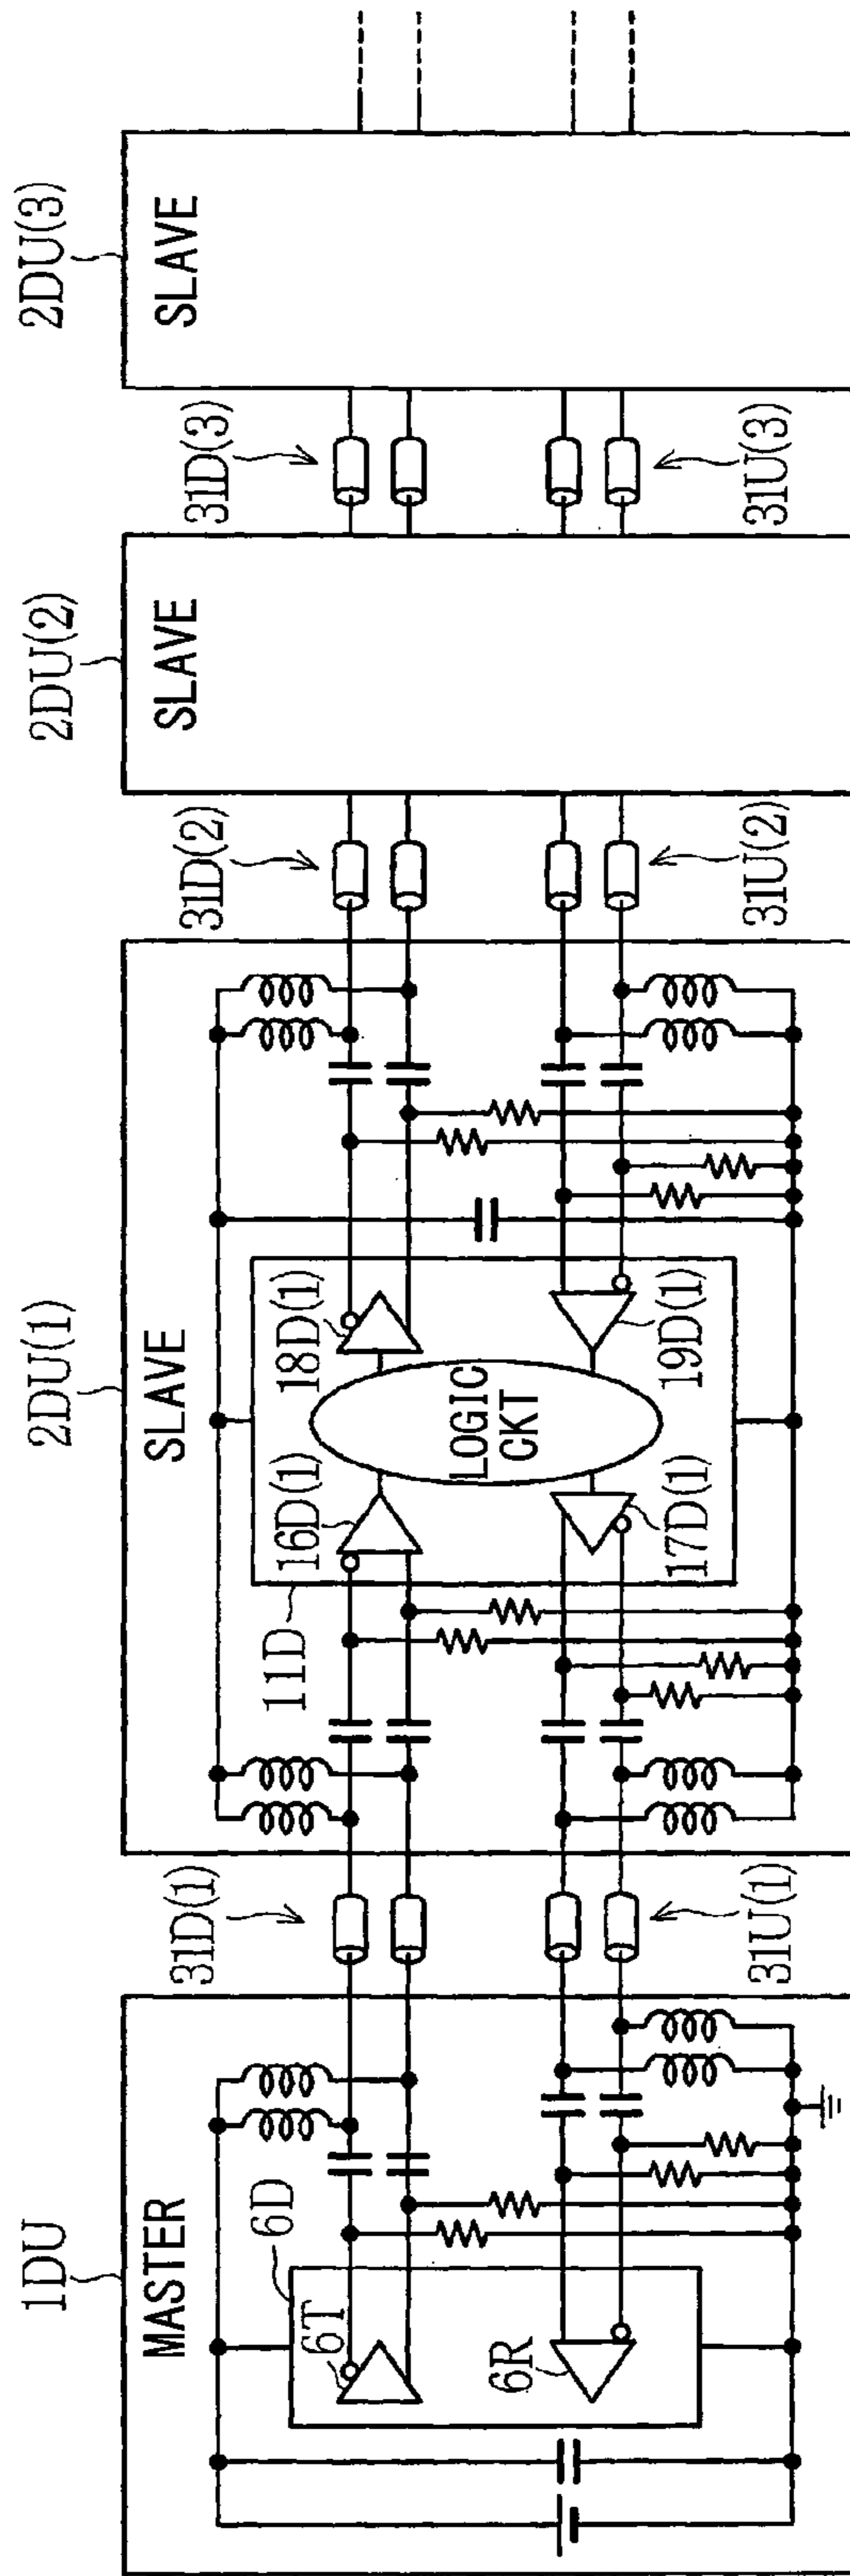 1DU
MASTER
6D
6T
6R
31D(1)
31U(1)
2DU(1)
SLAVE
11D
16D(1)
18D(1)
LOGIC
CKT
17D(1)
19D(1)
31D(2)
31U(2)
2DU(2)
SLAVE
31D(3)
31U(3)
2DU(3)
SLAVE